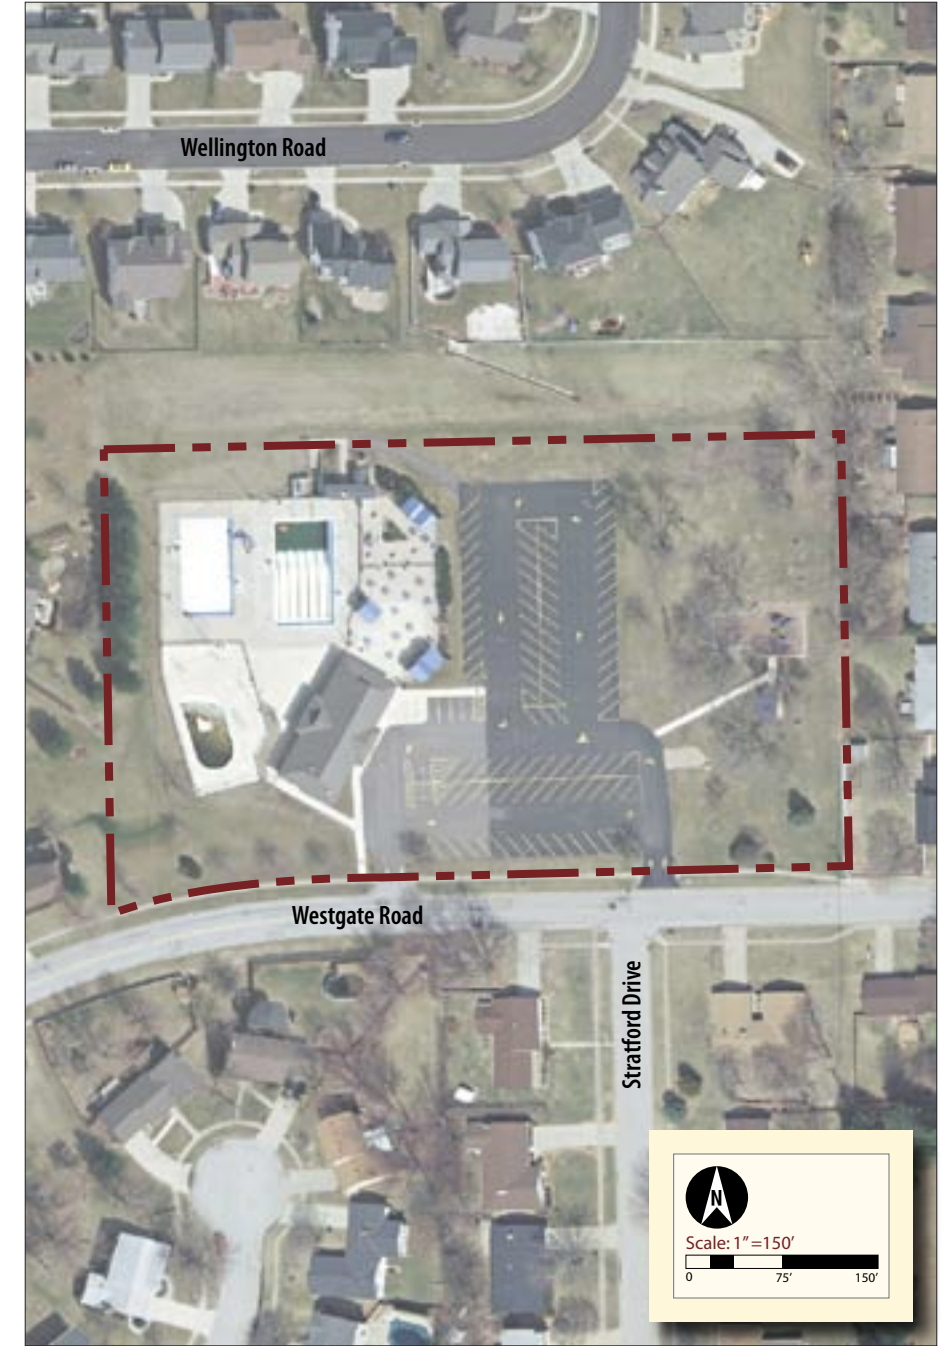 Wellington Road
Westgate Road
Stratford Drive
N
Scale: 1”=150’
0 75’ 150’